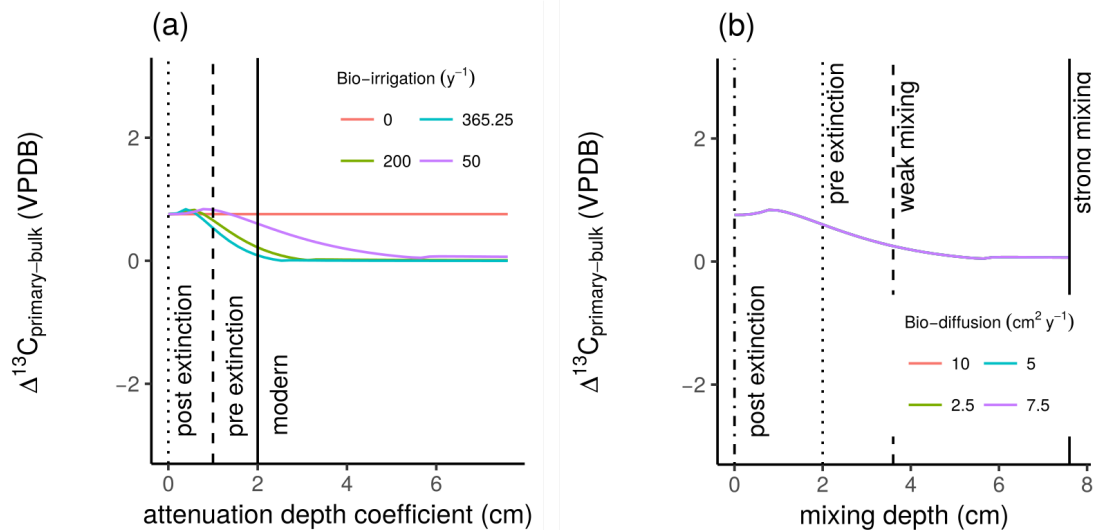 (a)
Δ¹³C primary−bulk (VPDB)
2
0
−2
Bio−irrigation (y⁻¹)
0
365.25
200
50
post extinction
pre extinction
modern
0
2
4
6
attenuation depth coefficient (cm)
(b)
Δ¹³C primary−bulk (VPDB)
2
0
−2
post extinction
pre extinction
weak mixing
strong mixing
Bio−diffusion (cm² y⁻¹)
10
5
2.5
7.5
0
2
4
6
8
mixing depth (cm)